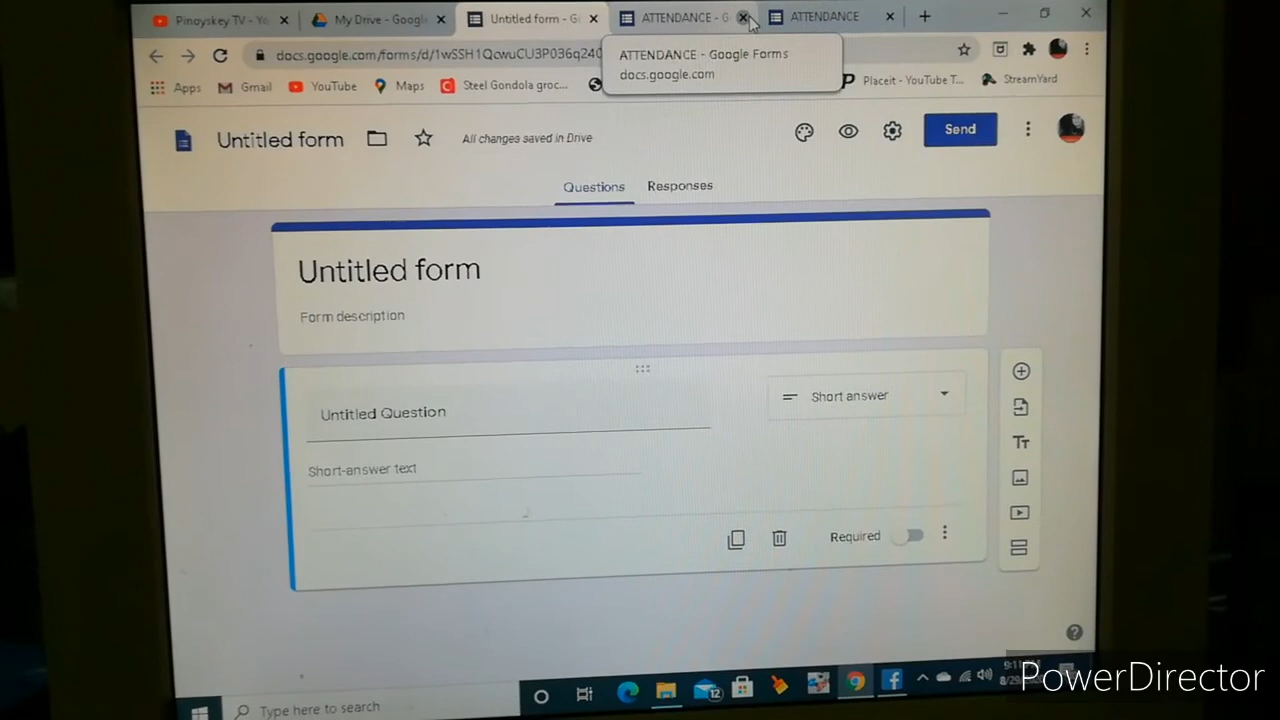 Pinoyskey TV - Yo
My Drive - Google
Untitled form - G
ATTENDANCE - G
ATTENDANCE
docs.google.com/forms/d/1wSSH1QcwuCU3P036q240
ATTENDANCE - Google Forms
docs.google.com
Apps
Gmail
YouTube
Maps
Steel Gondola groc...
Placeit - YouTube T...
StreamYard
Untitled form
All changes saved in Drive
Send
Questions
Responses
Untitled form
Form description
Untitled Question
Short answer
Short-answer text
Required
Type here to search
12
PowerDirector